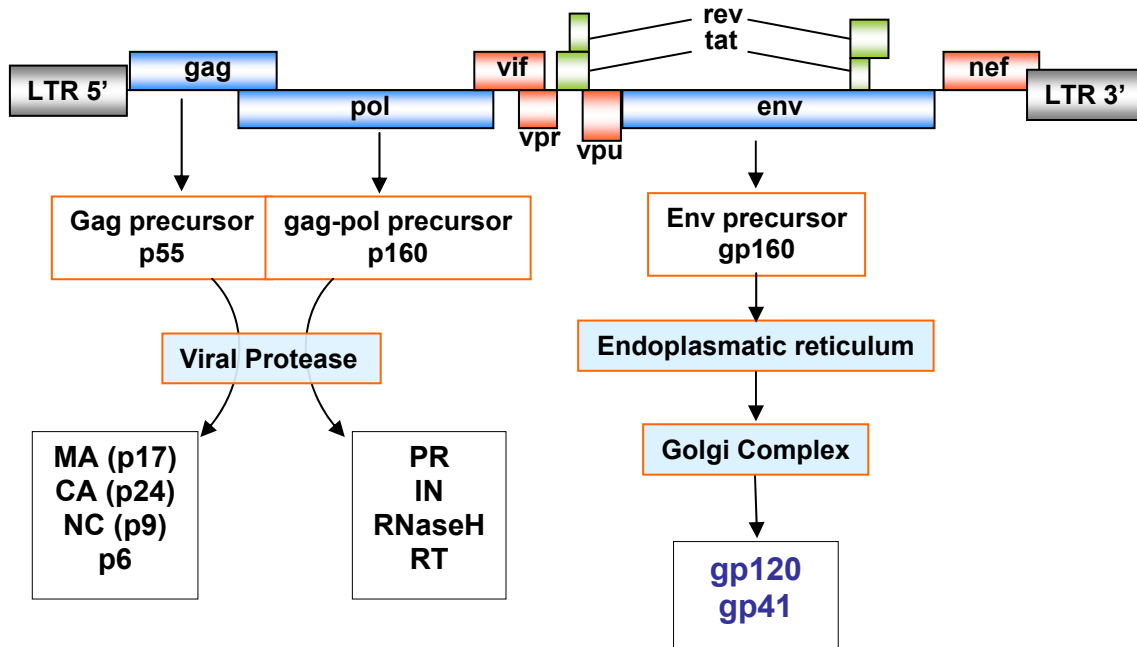 rev
tat
LTR 5’
gag
vif
nef
LTR 3’
pol
env
vpr
vpu
Gag precursor
p55
gag-pol precursor
p160
Env precursor
gp160
Viral Protease
Endoplasmatic reticulum
Golgi Complex
MA (p17)
CA (p24)
NC (p9)
p6
PR
IN
RNaseH
RT
gp120
gp41